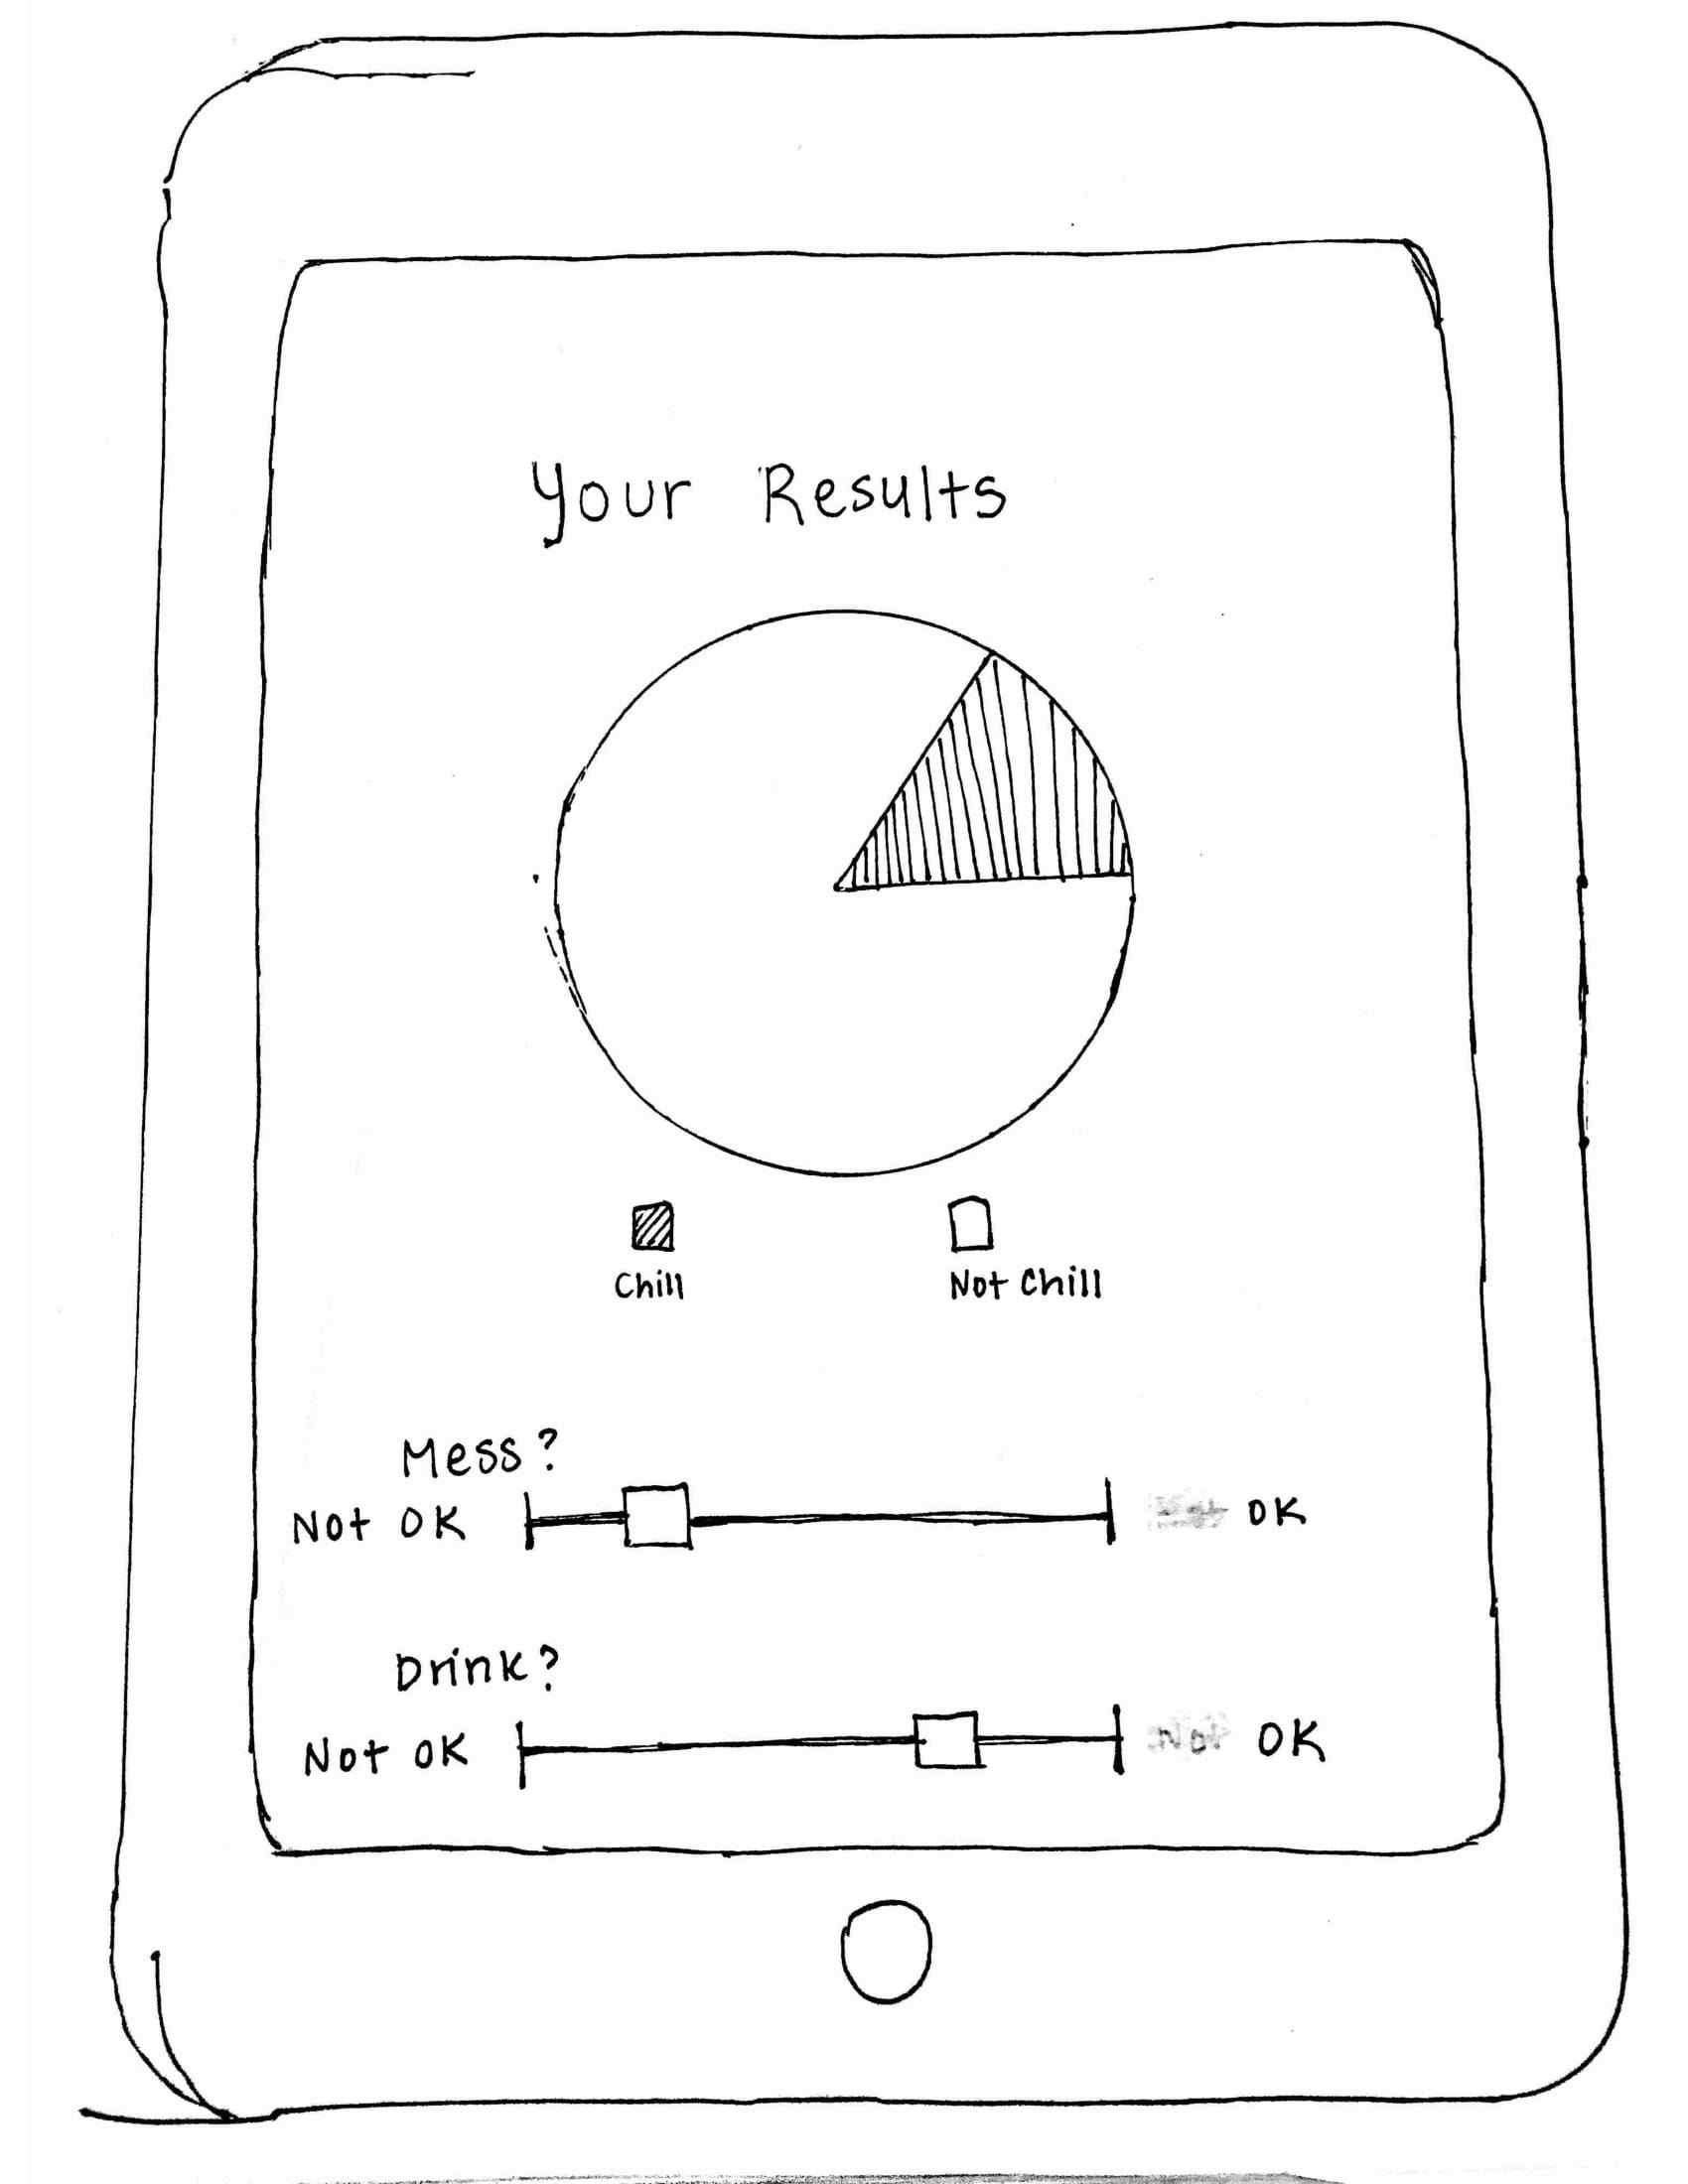 Your Results
Chill
Not Chill
Mess?
Not OK
OK
Drink?
Not OK
OK